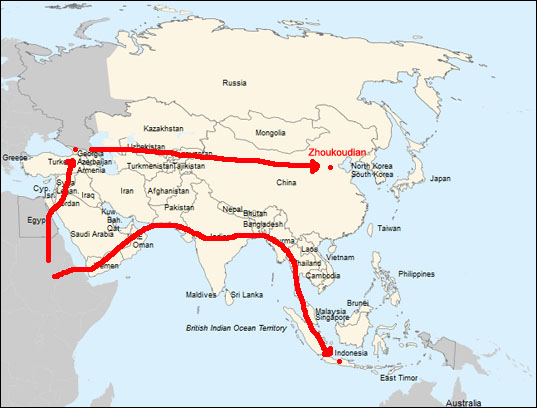 Russia
Kazakhstan
Mongolia
Uzbekistan
Zhoukoudian
Georgia
Greece
Turkey
Azerbaijan
Turkmenistan
Tajikistan
North Korea
Armenia
South Korea
Japan
China
Cyp.
Syria
Leban.
Isr.
Iraq
Iran
Afghanistan
Jordan
Pakistan
Nepal
Bhutan
Kuw.
Bah.
Qat.
Egypt
Bangladesh
Taiwan
Saudi Arabia
Oman
India
Burma
Laos
Vietnam
Yemen
Thailand
Cambodia
Philippines
Maldives
Sri Lanka
Brunei
Malaysia
Singapore
British Indian Ocean Territory
Indonesia
East Timor
Australia